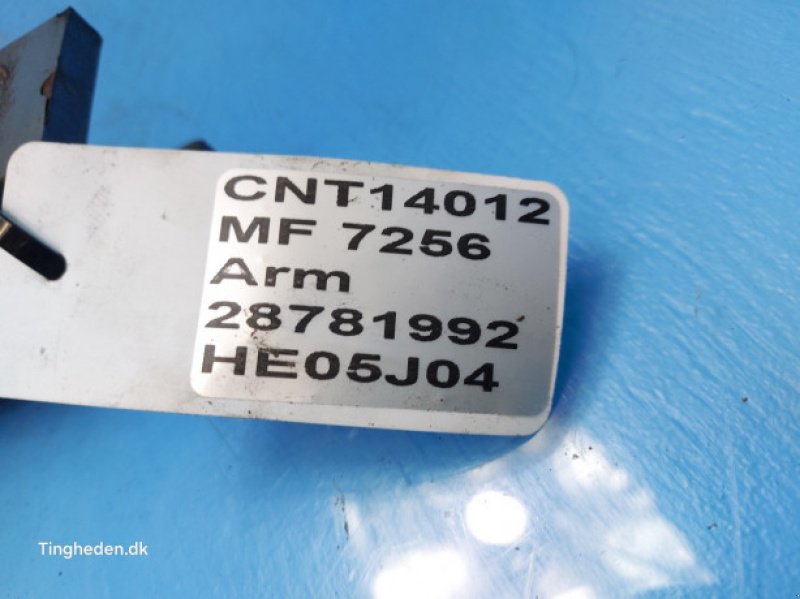 CNT14012
MF 7256
Arm
28781992
HE05J04
Tingheden.dk